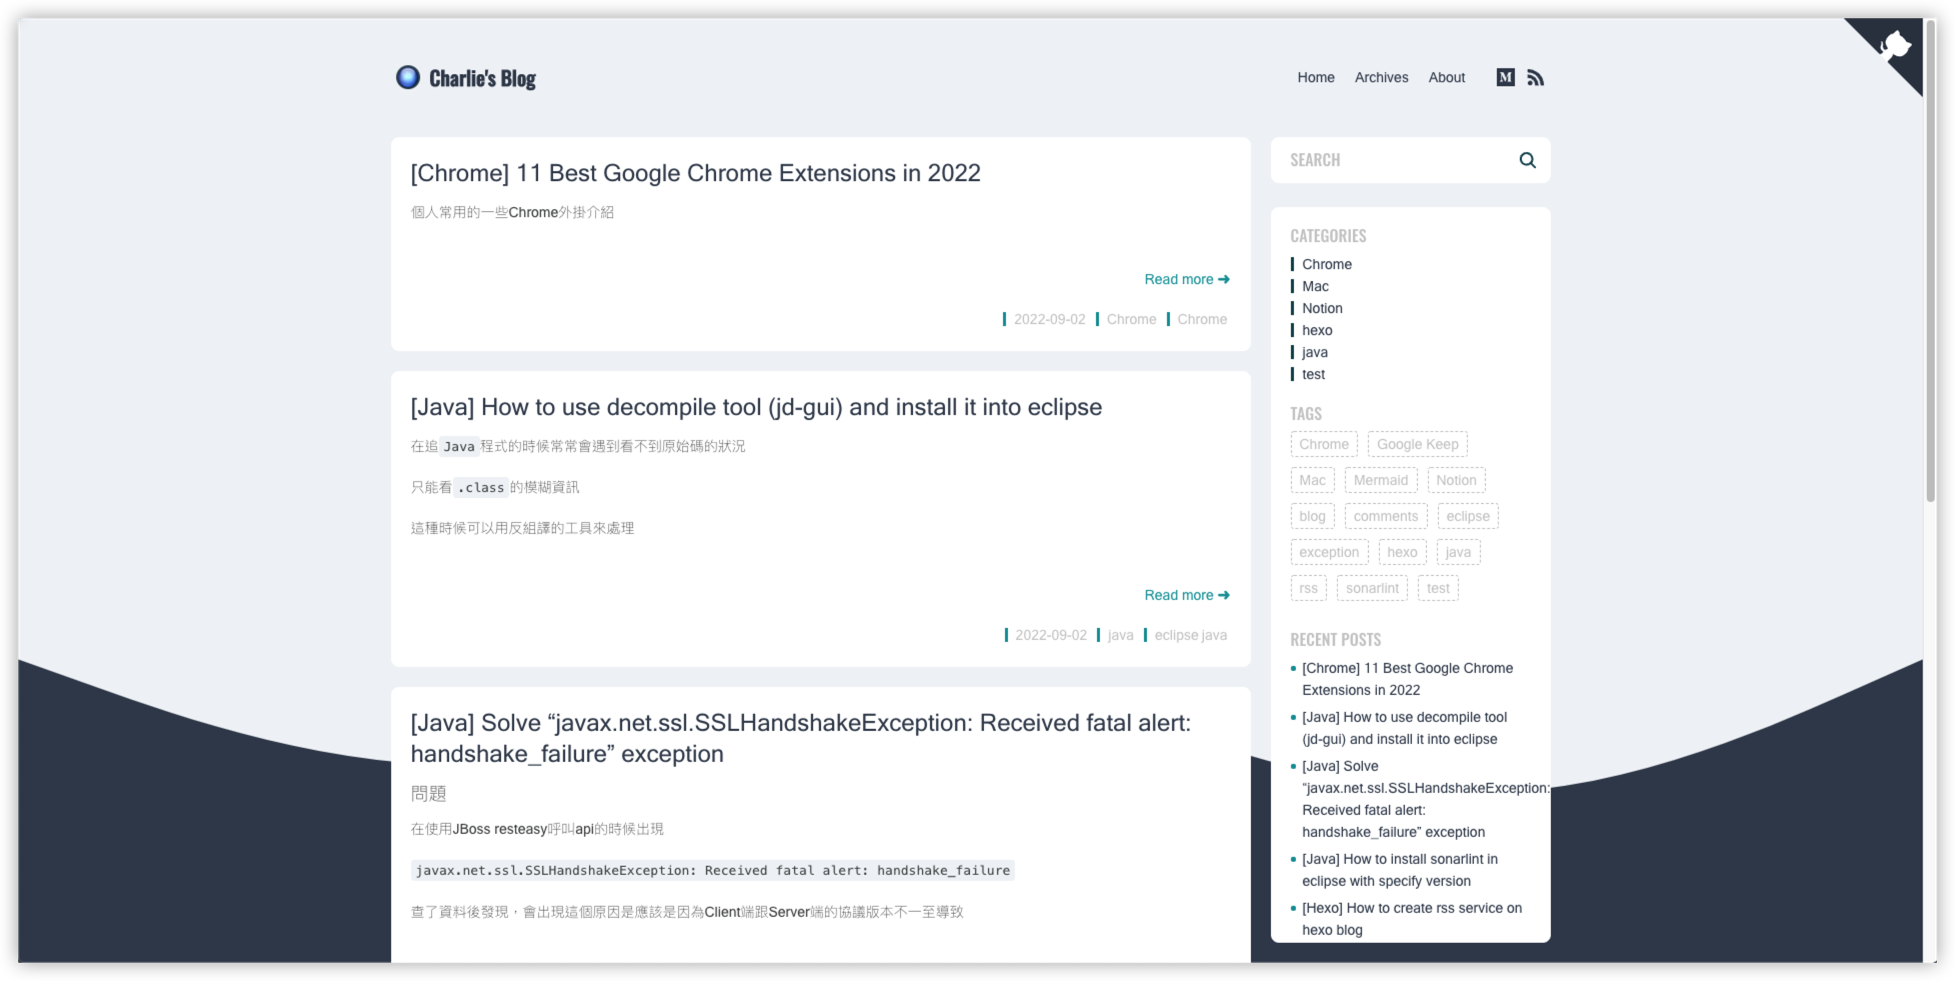 Charlie's Blog
Home Archives About M
[Chrome] 11 Best Google Chrome Extensions in 2022
個人常用的一些Chrome外掛介紹
Read more ➜
2022-09-02 Chrome Chrome
[Java] How to use decompile tool (jd-gui) and install it into eclipse
在追 Java 程式的時候常常會遇到看不到原始碼的狀況
只能看 .class 的模糊資訊
這種時候可以用反組譯的工具來處理
Read more ➜
2022-09-02 java eclipse java
[Java] Solve “javax.net.ssl.SSLHandshakeException: Received fatal alert:
handshake_failure” exception
問題
在使用JBoss resteasy呼叫api的時候出現
javax.net.ssl.SSLHandshakeException: Received fatal alert: handshake_failure
查了資料後發現，會出現這個原因是應該是因為Client端跟Server端的協議版本不一至導致
SEARCH
CATEGORIES
Chrome
Mac
Notion
hexo
java
test
TAGS
Chrome Google Keep
Mac Mermaid Notion
blog comments eclipse
exception hexo java
rss sonarlint test
RECENT POSTS
[Chrome] 11 Best Google Chrome
Extensions in 2022
[Java] How to use decompile tool
(jd-gui) and install it into eclipse
[Java] Solve
“javax.net.ssl.SSLHandshakeException:
Received fatal alert:
handshake_failure” exception
[Java] How to install sonarlint in
eclipse with specify version
[Hexo] How to create rss service on
hexo blog